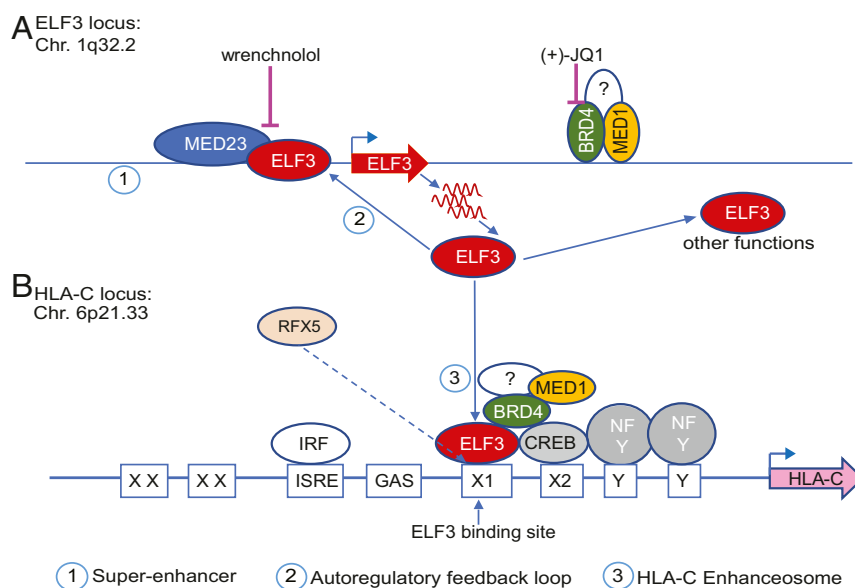 A ELF3 locus:
Chr. 1q32.2
wrenchnolol
(+)-JQ1
?
BRD4
MED1
MED23
ELF3
ELF3
1
2
ELF3
ELF3
other functions
B HLA-C locus:
Chr. 6p21.33
RFX5
3
?
MED1
BRD4
IRF
ELF3
CREB
NF
Y
NF
Y
X X
X X
ISRE
GAS
X1
X2
Y
Y
HLA-C
ELF3 binding site
1 Super-enhancer
2 Autoregulatory feedback loop
3 HLA-C Enhanceosome